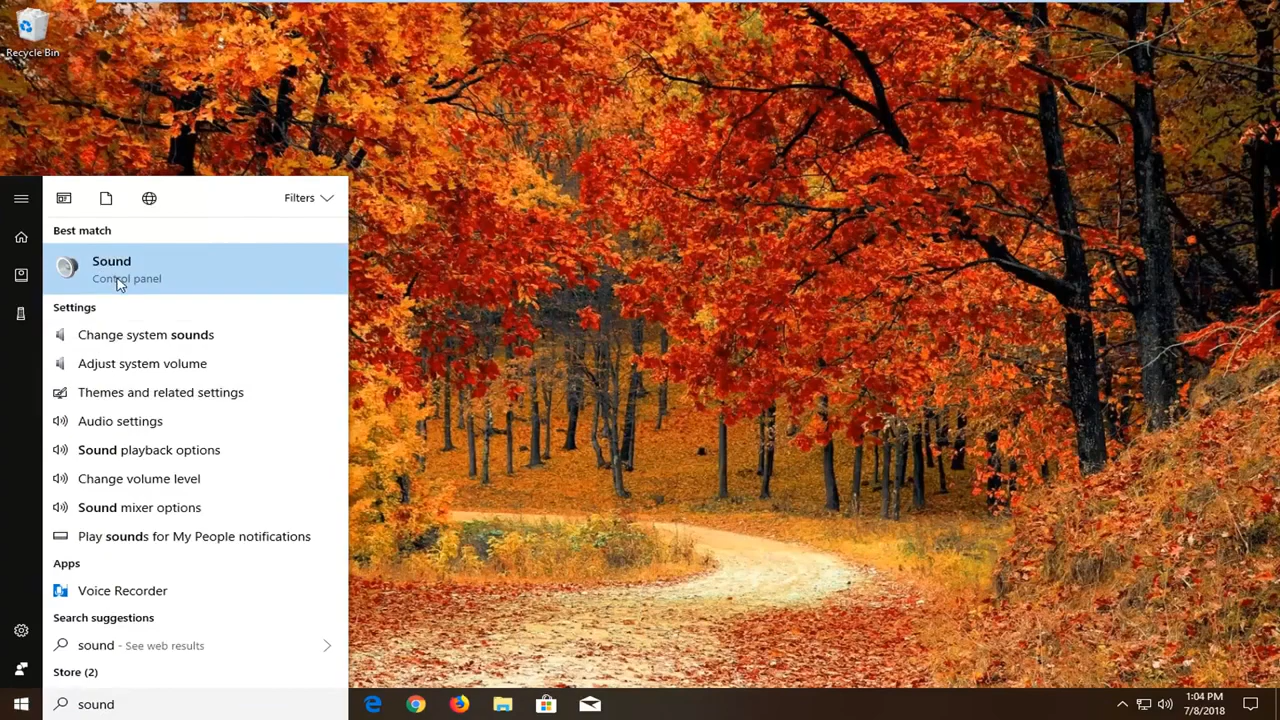 Recycle Bin
Filters
Best match
Sound
Control panel
Settings
Change system sounds
Adjust system volume
Themes and related settings
Audio settings
Sound playback options
Change volume level
Sound mixer options
Play sounds for My People notifications
Apps
Voice Recorder
Search suggestions
sound - See web results
Store (2)
sound
1:04 PM
7/8/2018